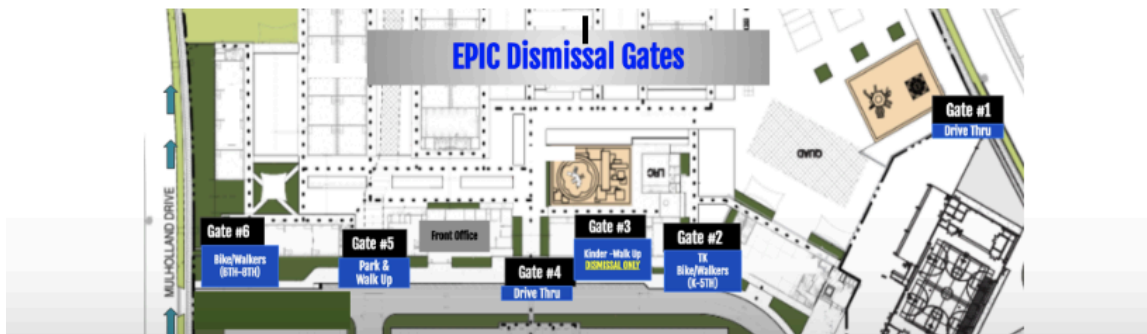 EPIC Dismissal Gates
Gate #1
Drive Thru
QUAD
LRC
MULHOLLAND DRIVE
Gate #6
Bike/Walkers
(6TH-8TH)
Gate #5
Park &
Walk Up
Front Office
Gate #4
Drive Thru
Gate #3
Kinder -Walk Up
DISMISSAL ONLY
Gate #2
TK
Bike/Walkers
(K-5TH)